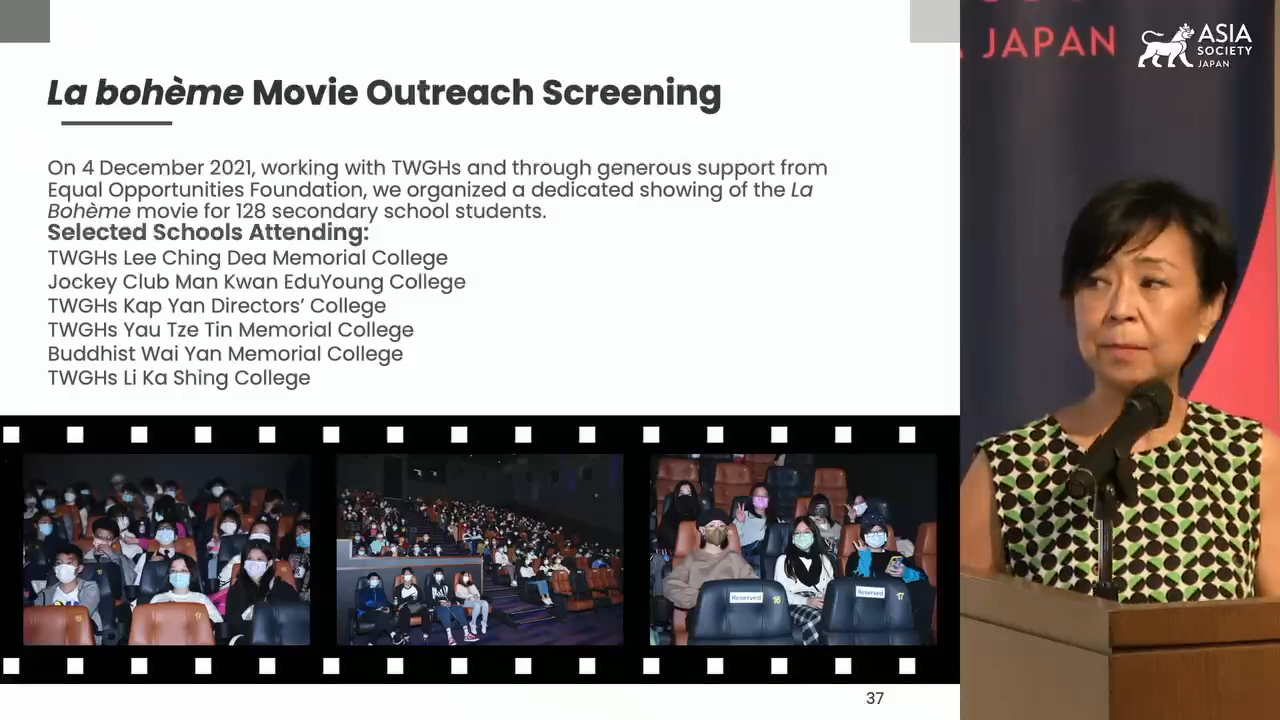 La bohème Movie Outreach Screening
On 4 December 2021, working with TWGHs and through generous support from
Equal Opportunities Foundation, we organized a dedicated showing of the La
Bohème movie for 128 secondary school students.
Selected Schools Attending:
TWGHs Lee Ching Dea Memorial College
Jockey Club Man Kwan EduYoung College
TWGHs Kap Yan Directors’ College
TWGHs Yau Tze Tin Memorial College
Buddhist Wai Yan Memorial College
TWGHs Li Ka Shing College
Reserved
16
Reserved
17
37
JAPAN
ASIA
SOCIETY
JAPAN